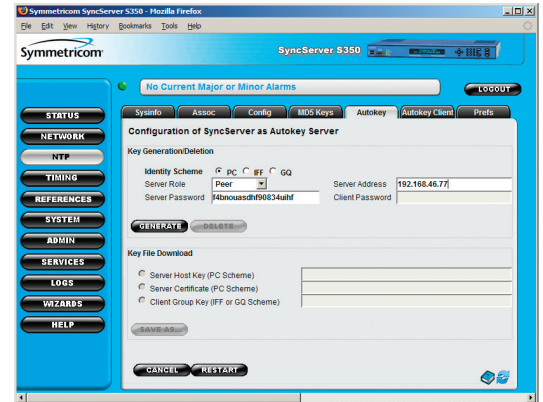 Symmetricom SyncServer S350 - Mozilla Firefox
File Edit View History Bookmarks Tools Help
Symmetricom
SyncServer S350
No Current Major or Minor Alarms
LOGOUT
STATUS
NETWORK
NTP
TIMING
REFERENCES
SYSTEM
ADMIN
SERVICES
LOGS
WIZARDS
HELP
Sysinfo Assoc Config MD5 Keys Autokey Autokey Client Prefs
Configuration of SyncServer as Autokey Server
Key Generation/Deletion
Identity Scheme PC IFF GQ
Server Role Peer Server Address 192.168.46.77
Server Password f4bnouasdhf90834uihf Client Password
GENERATE DELETE
Key File Download
Server Host Key (PC Scheme)
Server Certificate (PC Scheme)
Client Group Key (IFF or GQ Scheme)
SAVE AS...
CANCEL RESTART